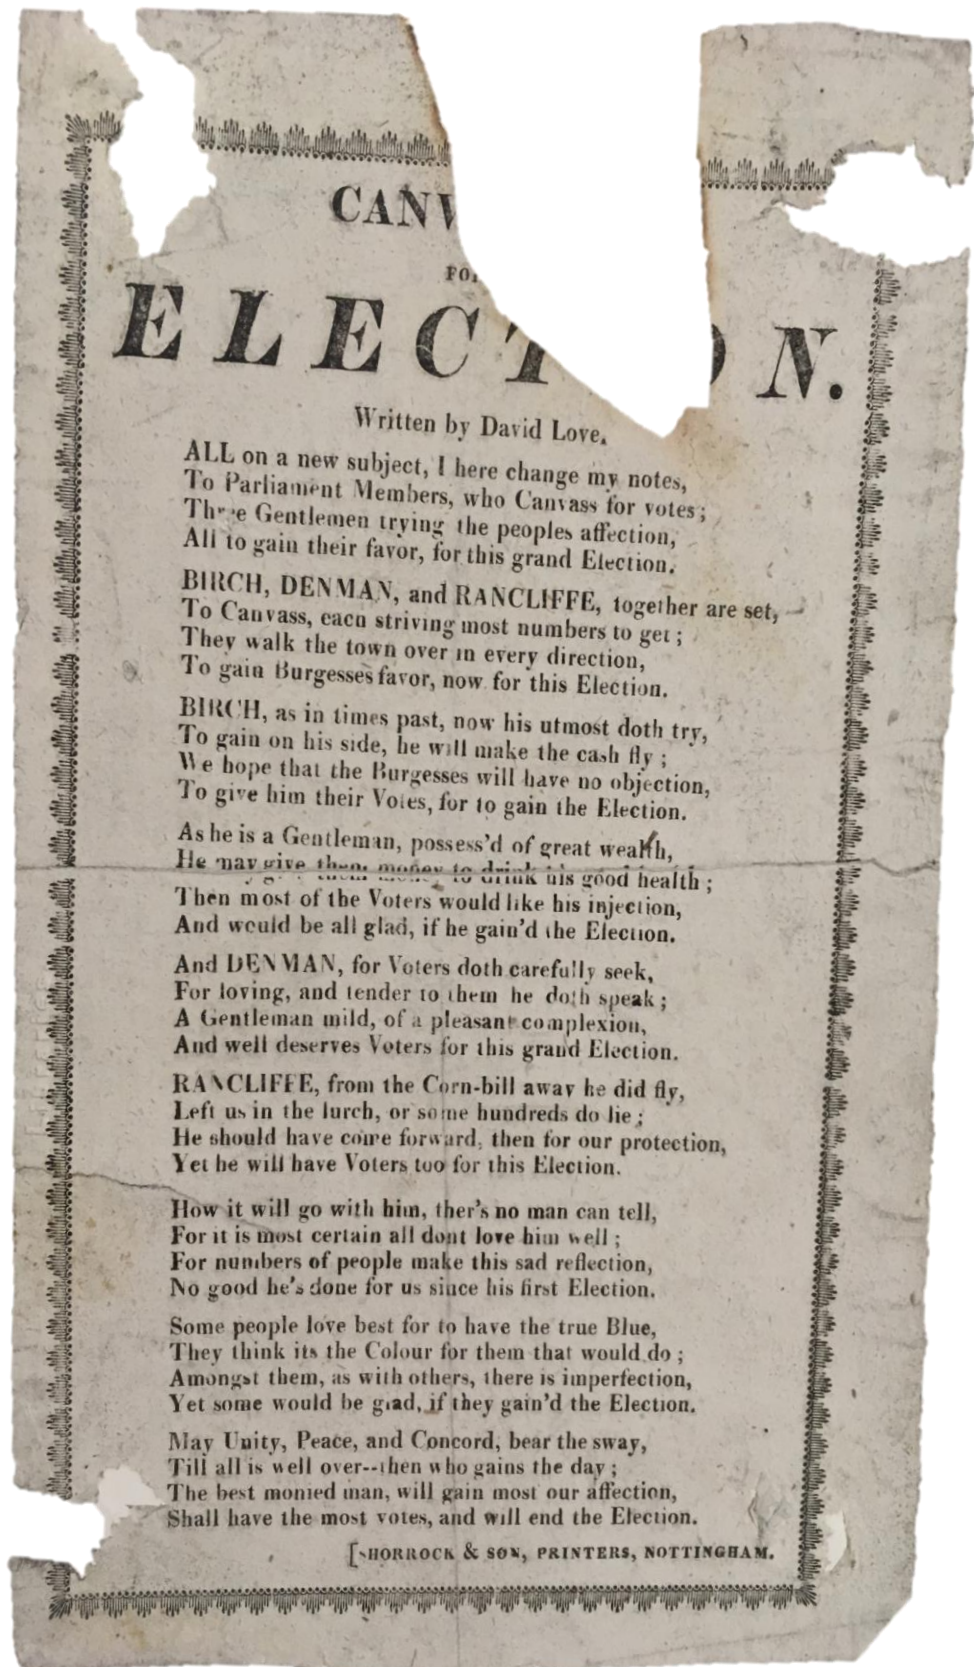 CANV
FOR
ELECT ON.
Written by David Love.
ALL on a new subject, I here change my notes,
To Parliament Members, who Canvass for votes;
Three Gentlemen trying the peoples affection,
All to gain their favor, for this grand Election.
BIRCH, DENMAN, and RANCLIFFE, together are set,
To Canvass, each striving most numbers to get;
They walk the town over in every direction,
To gain Burgesses favor, now for this Election.
BIRCH, as in times past, now his utmost doth try,
To gain on his side, he will make the cash fly;
We hope that the Burgesses will have no objection,
To give him their Votes, for to gain the Election.
As he is a Gentleman, possess'd of great wealth,
He may give them money to drink his good health;
Then most of the Voters would like his injection,
And would be all glad, if he gain'd the Election.
And DENMAN, for Voters doth carefully seek,
For loving, and tender to them he doth speak;
A Gentleman mild, of a pleasant complexion,
And well deserves Voters for this grand Election.
RANCLIFFE, from the Corn-bill away he did fly,
Left us in the lurch, or some hundreds do lie;
He should have come forward, then for our protection,
Yet he will have Voters too for this Election.
How it will go with him, ther's no man can tell,
For it is most certain all dont love him well;
For numbers of people make this sad reflection,
No good he's done for us since his first Election.
Some people love best for to have the true Blue,
They think its the Colour for them that would do;
Amongst them, as with others, there is imperfection,
Yet some would be glad, if they gain'd the Election.
May Unity, Peace, and Concord, bear the sway,
Till all is well over--then who gains the day;
The best monied man, will gain most our affection,
Shall have the most votes, and will end the Election.
[SHORROCK & SON, PRINTERS, NOTTINGHAM.